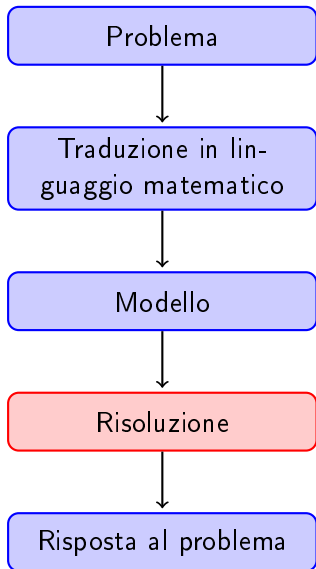 Problema
Traduzione in lin-
guaggio matematico
Modello
Risoluzione
Risposta al problema